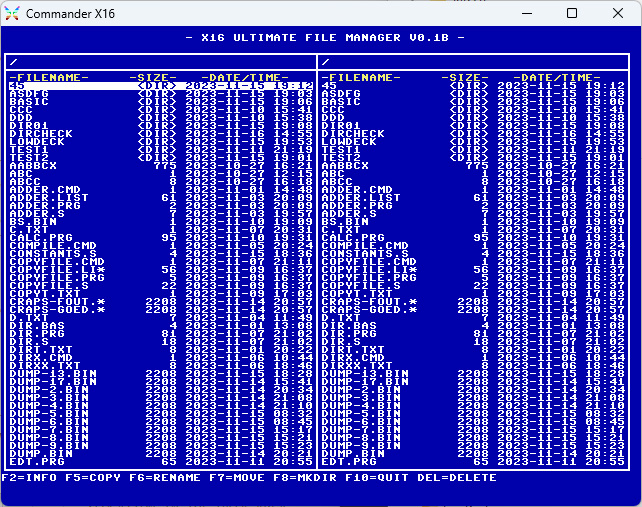 Commander X16
- X16 ULTIMATE FILE MANAGER V0.1B -
/ /
-FILENAME- -SIZE- -DATE/TIME- -FILENAME- -SIZE- -DATE/TIME-
45 <DIR> 2023-11-15 19:12 45 <DIR> 2023-11-15 19:12
ASDFG <DIR> 2023-11-15 19:03 ASDFG <DIR> 2023-11-15 19:03
BASIC <DIR> 2023-11-15 19:06 BASIC <DIR> 2023-11-15 19:06
CCC <DIR> 2023-11-10 15:41 CCC <DIR> 2023-11-10 15:41
DDD <DIR> 2023-11-10 15:38 DDD <DIR> 2023-11-10 15:38
DIR01 <DIR> 2023-11-10 19:08 DIR01 <DIR> 2023-11-10 19:08
DIRCHECK <DIR> 2023-11-16 14:55 DIRCHECK <DIR> 2023-11-16 14:55
LOWDECK <DIR> 2023-11-15 19:53 LOWDECK <DIR> 2023-11-15 19:53
TEST1 <DIR> 2023-11-11 21:19 TEST1 <DIR> 2023-11-11 21:19
TEST2 <DIR> 2023-11-15 19:01 TEST2 <DIR> 2023-11-15 19:01
AABBCX 775 2023-10-27 16:21 AABBCX 775 2023-10-27 16:21
ABC 1 2023-10-27 12:15 ABC 1 2023-10-27 12:15
ABCC 8 2023-10-27 16:18 ABCC 8 2023-10-27 16:18
ADDER.CMD 1 2023-11-01 14:48 ADDER.CMD 1 2023-11-01 14:48
ADDER.LIST 61 2023-11-03 20:09 ADDER.LIST 61 2023-11-03 20:09
ADDER.PRG 2 2023-11-03 20:09 ADDER.PRG 2 2023-11-03 20:09
ADDER.S 7 2023-11-03 19:57 ADDER.S 7 2023-11-03 19:57
BS.BIN 1 2023-11-10 19:09 BS.BIN 1 2023-11-10 19:09
C.TXT 1 2023-11-07 20:31 C.TXT 1 2023-11-07 20:31
CALC.PRG 95 2023-11-10 19:31 CALC.PRG 95 2023-11-10 19:31
COMPILE.CMD 1 2023-11-05 20:24 COMPILE.CMD 1 2023-11-05 20:24
CONSTANTS.S 4 2023-11-15 18:36 CONSTANTS.S 4 2023-11-15 18:36
COPYFILE.CMD 1 2023-11-07 21:11 COPYFILE.CMD 1 2023-11-07 21:11
COPYFILE.LI* 56 2023-11-09 16:37 COPYFILE.LI* 56 2023-11-09 16:37
COPYFILE.PRG 5 2023-11-09 16:37 COPYFILE.PRG 5 2023-11-09 16:37
COPYFILE.S 22 2023-11-09 16:37 COPYFILE.S 22 2023-11-09 16:37
COPYT.TXT 1 2023-11-09 17:03 COPYT.TXT 1 2023-11-09 17:03
CRAPS-FOUT.* 2208 2023-11-14 20:57 CRAPS-FOUT.* 2208 2023-11-14 20:57
CRAPS-GOED.* 2208 2023-11-14 20:57 CRAPS-GOED.* 2208 2023-11-14 20:57
D.TXT 7 2023-11-04 11:49 D.TXT 7 2023-11-04 11:49
DIR.BAS 4 2023-11-01 13:08 DIR.BAS 4 2023-11-01 13:08
DIR.PRG 81 2023-11-07 21:02 DIR.PRG 81 2023-11-07 21:02
DIR.S 18 2023-11-07 21:02 DIR.S 18 2023-11-07 21:02
DIRT.TXT 8 2023-11-01 20:22 DIRT.TXT 8 2023-11-01 20:22
DIRX.CMD 1 2023-11-06 10:44 DIRX.CMD 1 2023-11-06 10:44
DIRXX.TXT 8 2023-11-06 18:46 DIRXX.TXT 8 2023-11-06 18:46
DUMP-13.BIN 2208 2023-11-15 18:28 DUMP-13.BIN 2208 2023-11-15 18:28
DUMP-17.BIN 2208 2023-11-14 15:41 DUMP-17.BIN 2208 2023-11-14 15:41
DUMP-2.BIN 2208 2023-11-14 20:34 DUMP-2.BIN 2208 2023-11-14 20:34
DUMP-3.BIN 2208 2023-11-14 21:08 DUMP-3.BIN 2208 2023-11-14 21:08
DUMP-4.BIN 2208 2023-11-14 21:10 DUMP-4.BIN 2208 2023-11-14 21:10
DUMP-5.BIN 2208 2023-11-15 08:32 DUMP-5.BIN 2208 2023-11-15 08:32
DUMP-6.BIN 2208 2023-11-15 08:45 DUMP-6.BIN 2208 2023-11-15 08:45
DUMP-7.BIN 2208 2023-11-15 15:17 DUMP-7.BIN 2208 2023-11-15 15:17
DUMP-8.BIN 2208 2023-11-15 15:21 DUMP-8.BIN 2208 2023-11-15 15:21
DUMP-9.BIN 2208 2023-11-15 15:23 DUMP-9.BIN 2208 2023-11-15 15:23
DUMP.BIN 2208 2023-11-14 20:21 DUMP.BIN 2208 2023-11-14 20:21
EDT.PRG 65 2023-11-11 20:55 EDT.PRG 65 2023-11-11 20:55
F2=INFO F5=COPY F6=RENAME F7=MOVE F8=MKDIR F10=QUIT DEL=DELETE